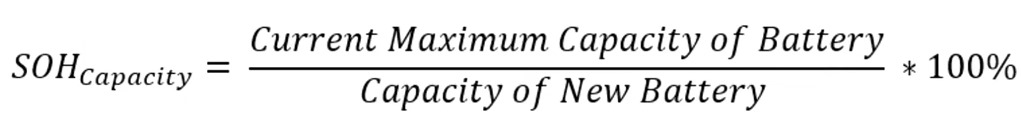 SOH_Capacity = Current Maximum Capacity of Battery / Capacity of New Battery * 100%